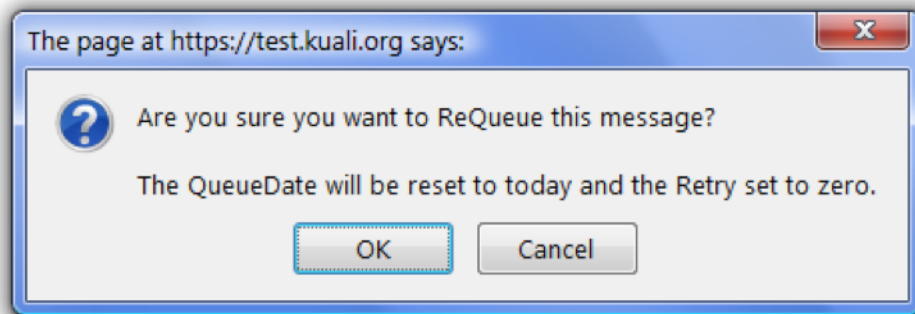 The page at https://test.kuali.org says:
Are you sure you want to ReQueue this message?
The QueueDate will be reset to today and the Retry set to zero.
OK Cancel